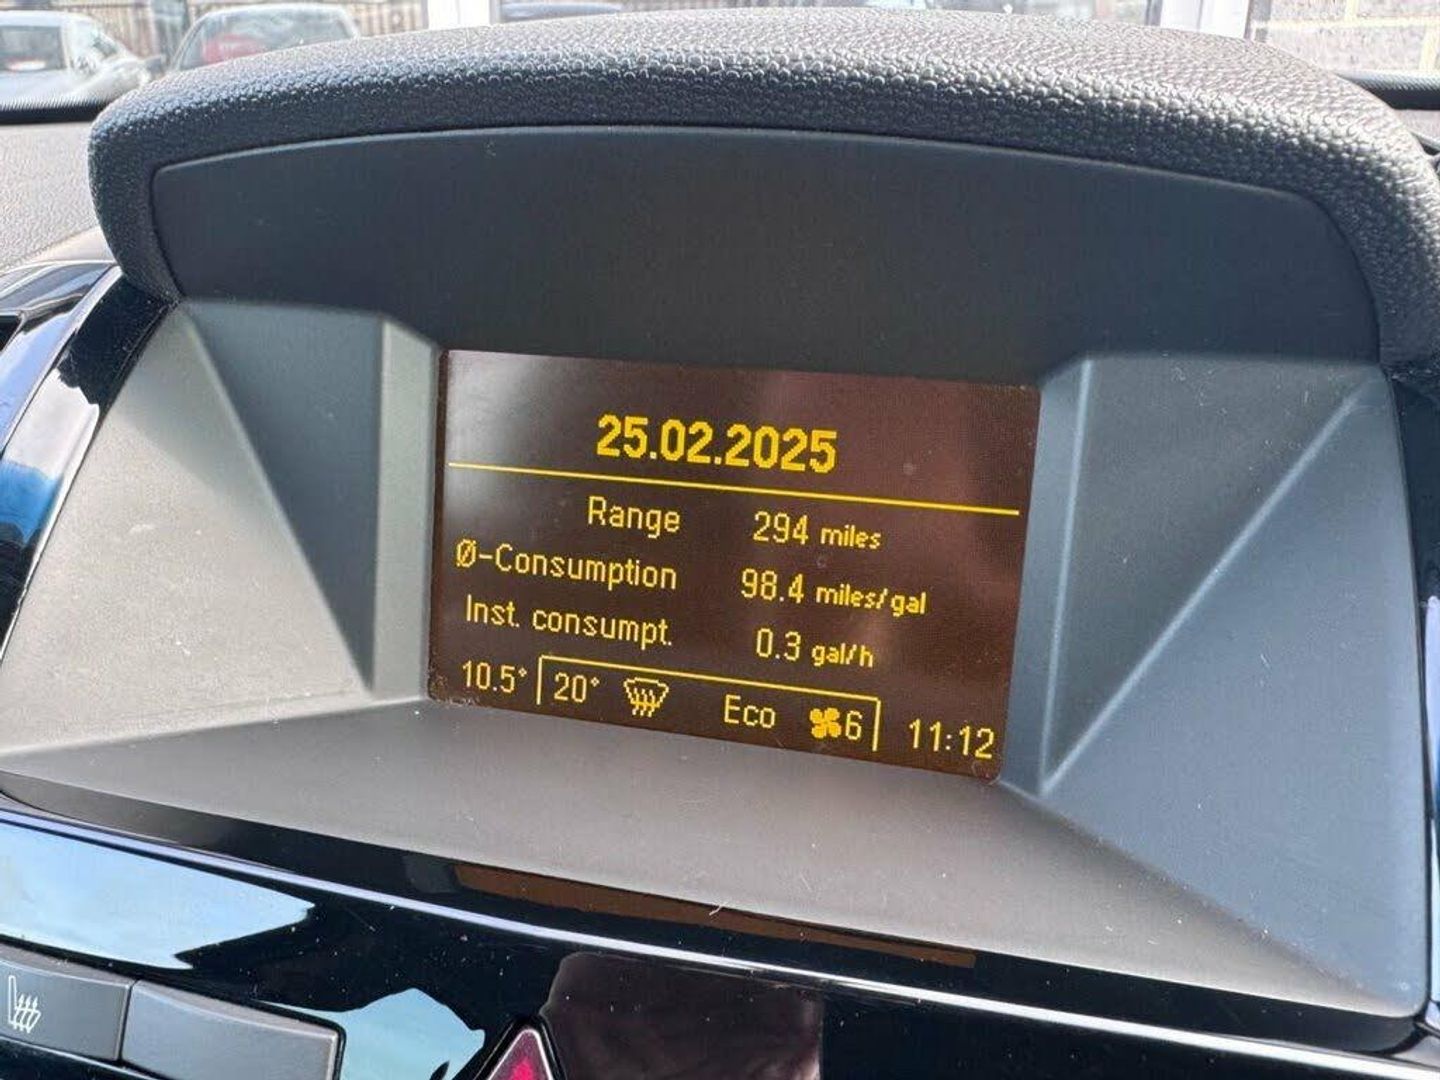 25.02.2025
Range 294 miles
Ø-Consumption 98.4 miles/gal
Inst. consumpt. 0.3 gal/h
10.5° 20° Eco 6 11:12